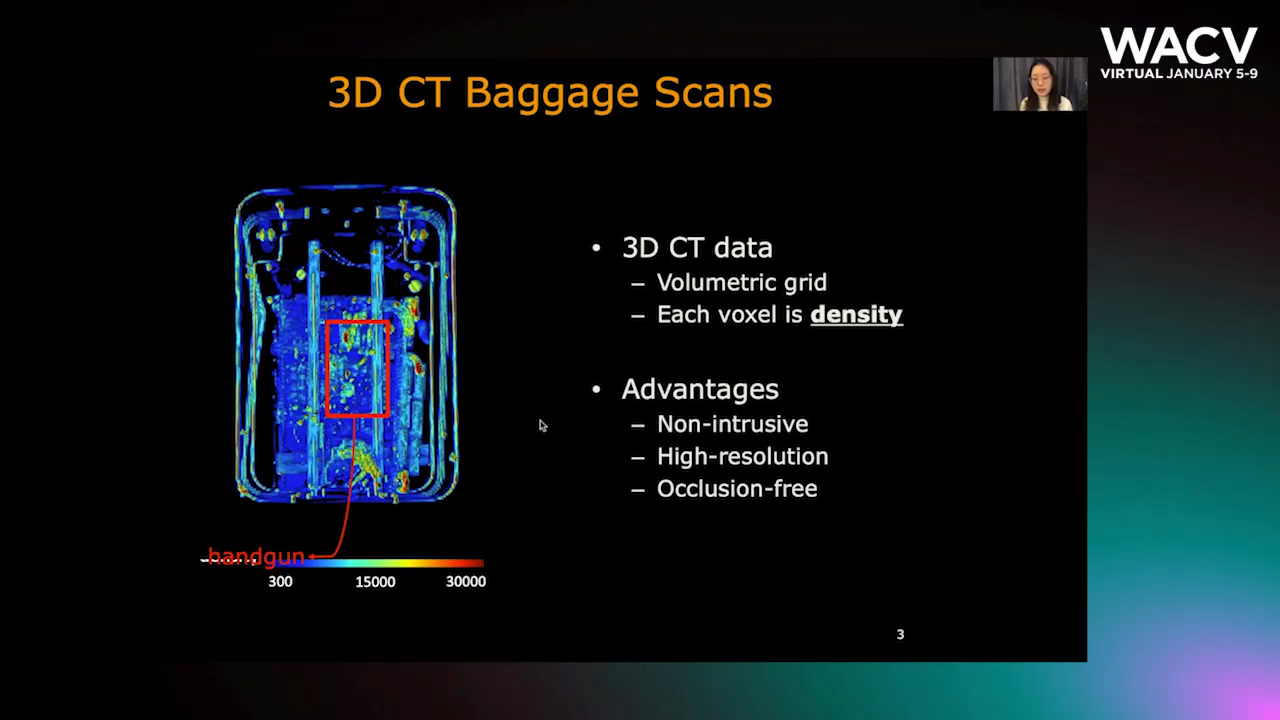 WACV
VIRTUAL JANUARY 5-9
3D CT Baggage Scans
• 3D CT data
– Volumetric grid
– Each voxel is density
• Advantages
– Non-intrusive
– High-resolution
– Occlusion-free
handgun
300 15000 30000
3